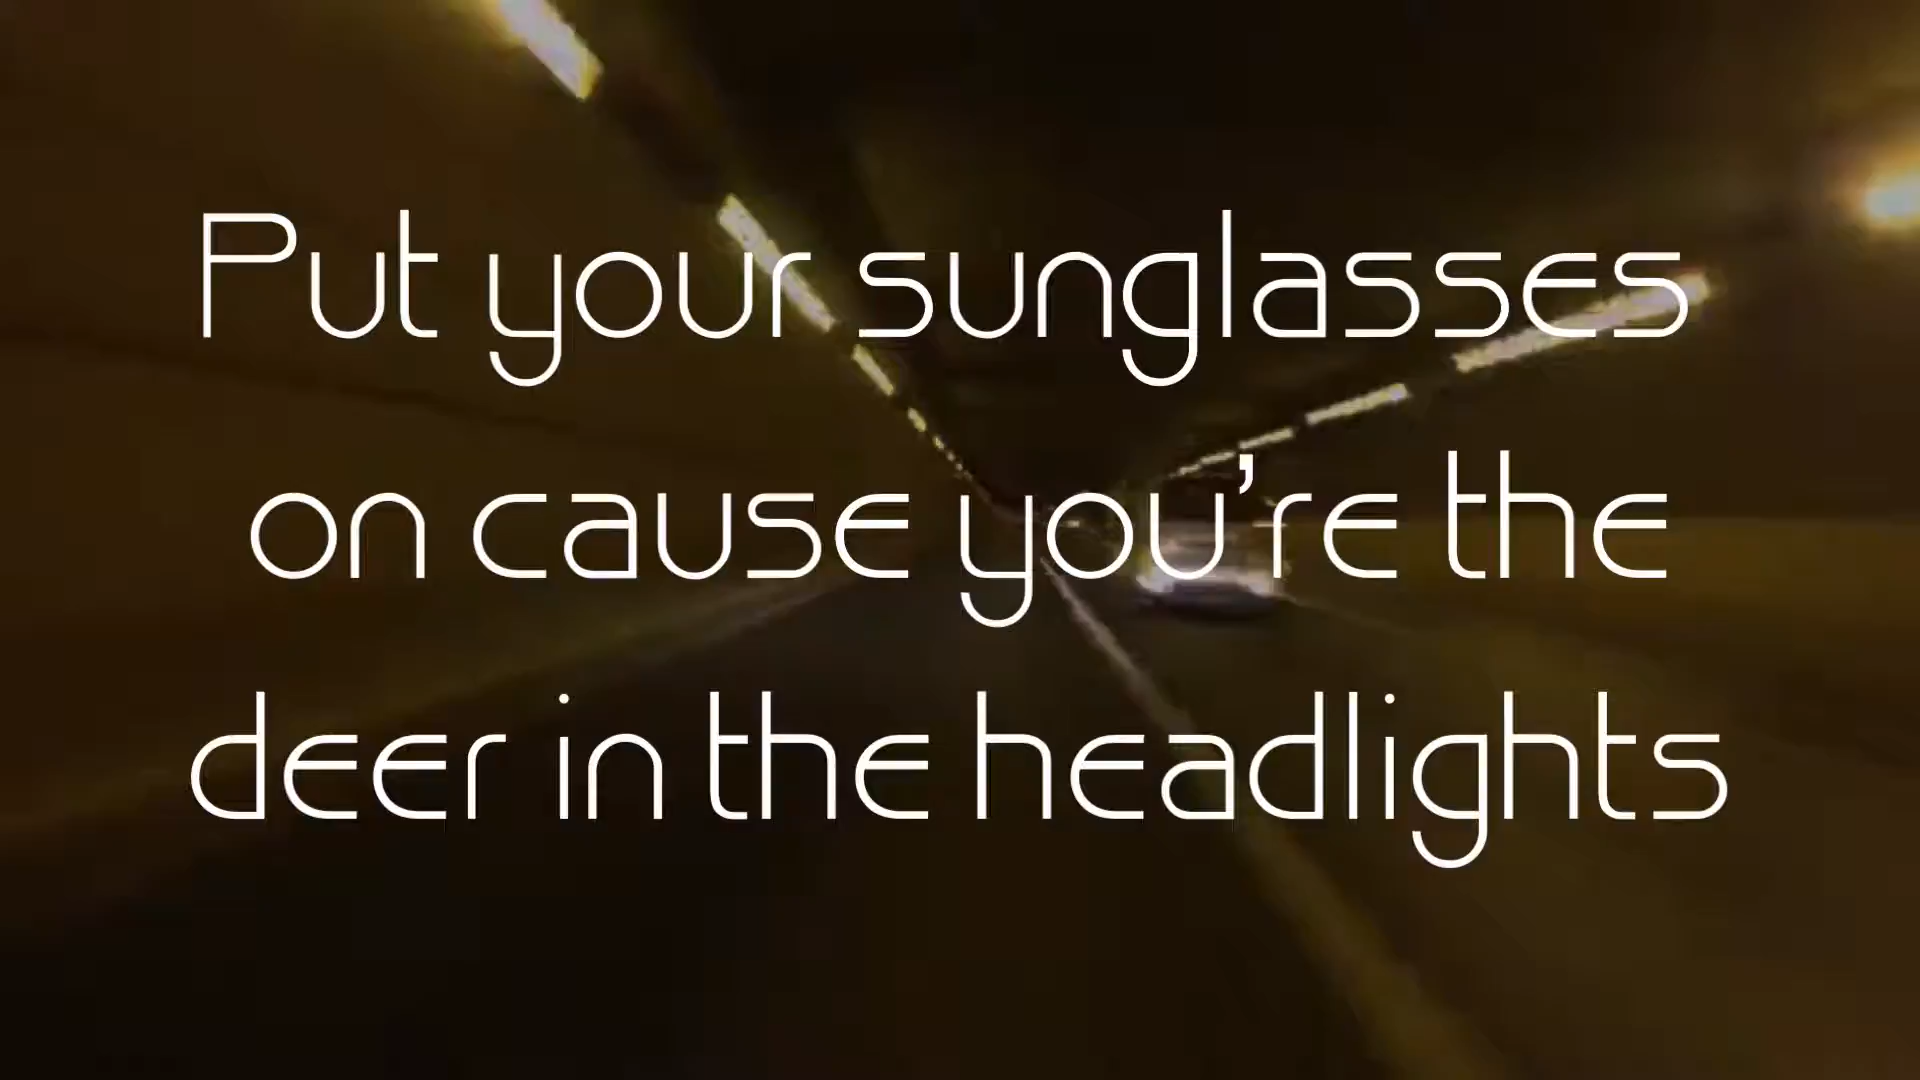 Put your sunglasses
on cause you're the
deer in the headlights